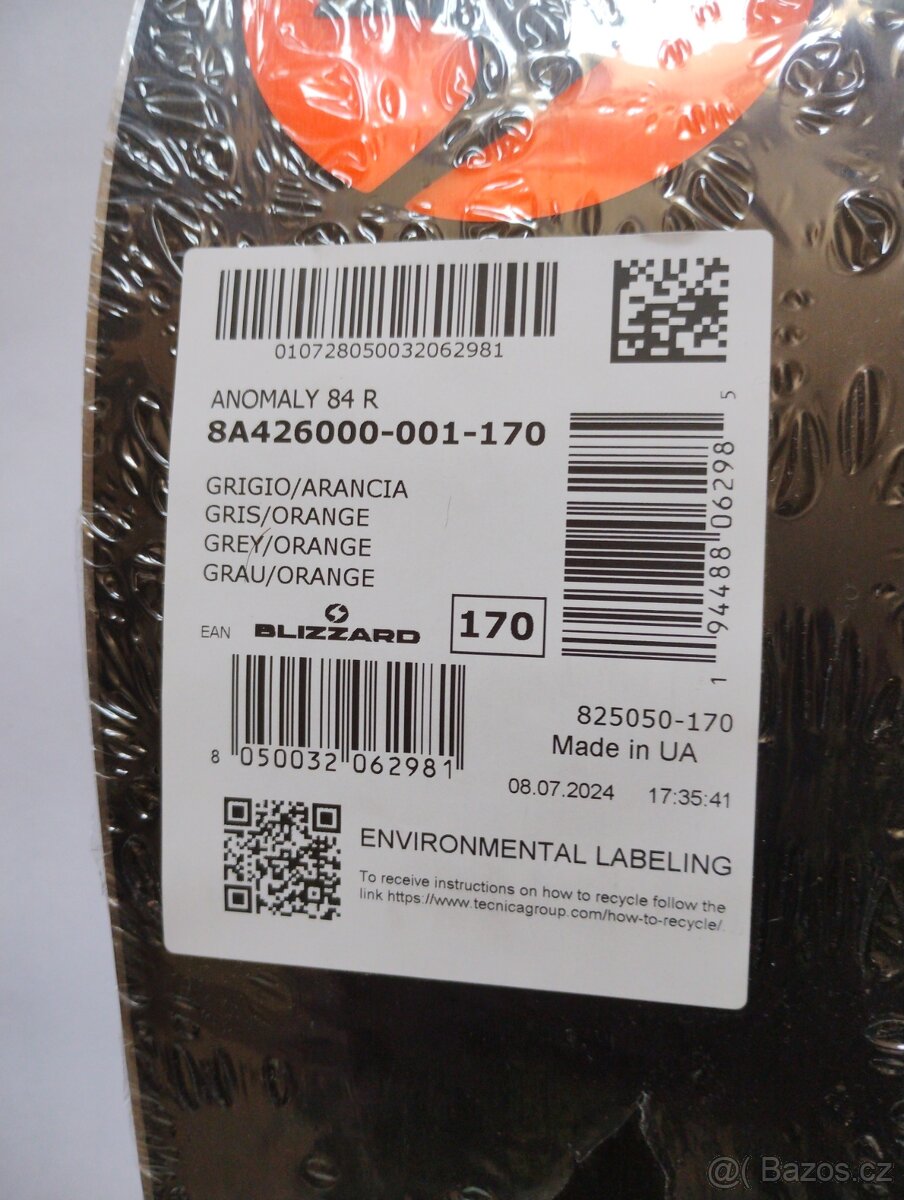 010728050032062981
ANOMALY 84 R
8A426000-001-170
GRIGIO/ARANCIA
GRIS/ORANGE
GREY/ORANGE
GRAU/ORANGE
EAN BLIZZARD
170
1 94488 06298 5
8 050032 062981
825050-170
Made in UA
08.07.2024 17:35:41
ENVIRONMENTAL LABELING
To receive instructions on how to recycle follow the
link https://www.tecnicagroup.com/how-to-recycle/.
@( Bazos.cz